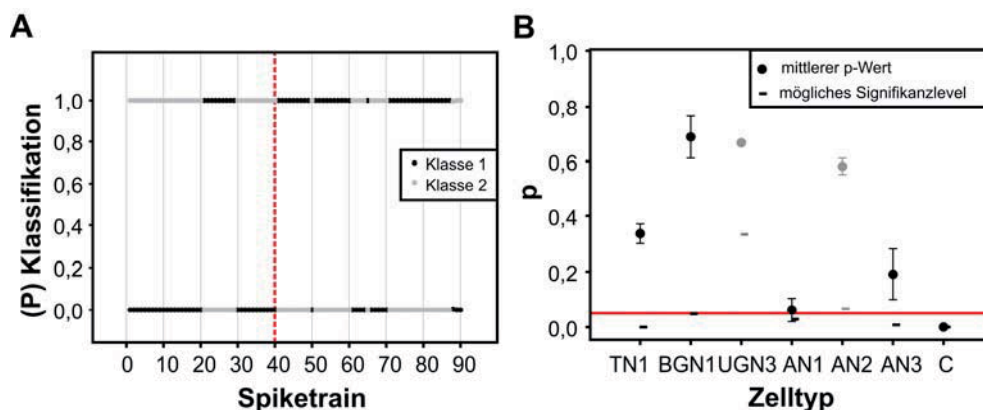 A
(P) Klassifikation
1,0
0,8
0,6
0,4
0,2
0,0
Klasse 1
Klasse 2
0 10 20 30 40 50 60 70 80 90
Spiketrain
B
p
1,0
0,8
0,6
0,4
0,2
0,0
mittlerer p-Wert
mögliches Signifikanzlevel
TN1 BGN1 UGN3 AN1 AN2 AN3 C
Zelltyp